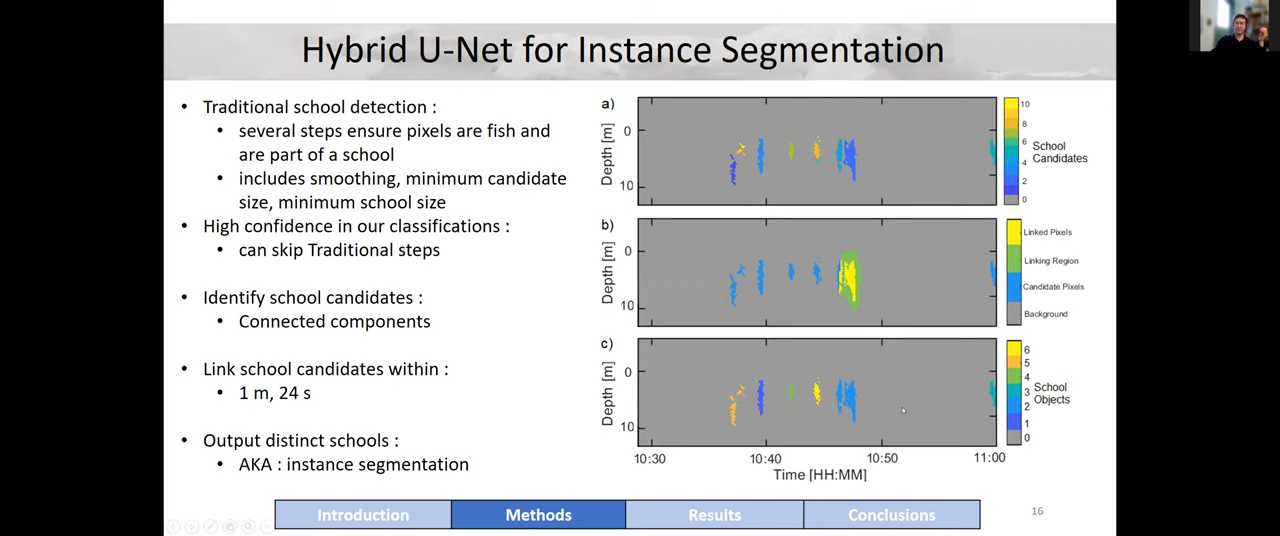 Hybrid U-Net for Instance Segmentation
• Traditional school detection :
• several steps ensure pixels are fish and
are part of a school
• includes smoothing, minimum candidate
size, minimum school size
• High confidence in our classifications :
• can skip Traditional steps
• Identify school candidates :
• Connected components
• Link school candidates within :
• 1 m, 24 s
• Output distinct schools :
• AKA : instance segmentation
a)
Depth [m]
0
10
10
8
6
4
2
0
School
Candidates
b)
Depth [m]
0
10
Linked Pixels
Linking Region
Candidate Pixels
Background
c)
Depth [m]
0
10
6
5
4
3
2
1
0
School
Objects
10:30
10:40
10:50
11:00
Time [HH:MM]
Introduction
Methods
Results
Conclusions
16